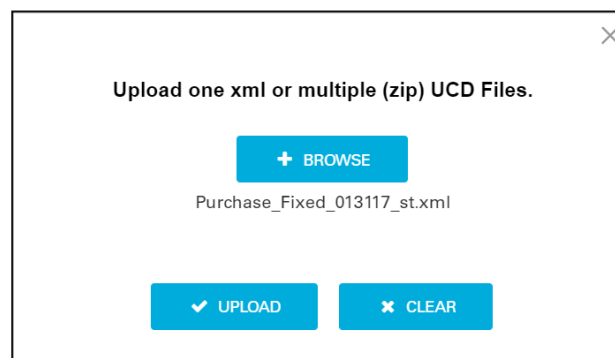 Upload one xml or multiple (zip) UCD Files.
BROWSE
Purchase_Fixed_013117_st.xml
UPLOAD
CLEAR